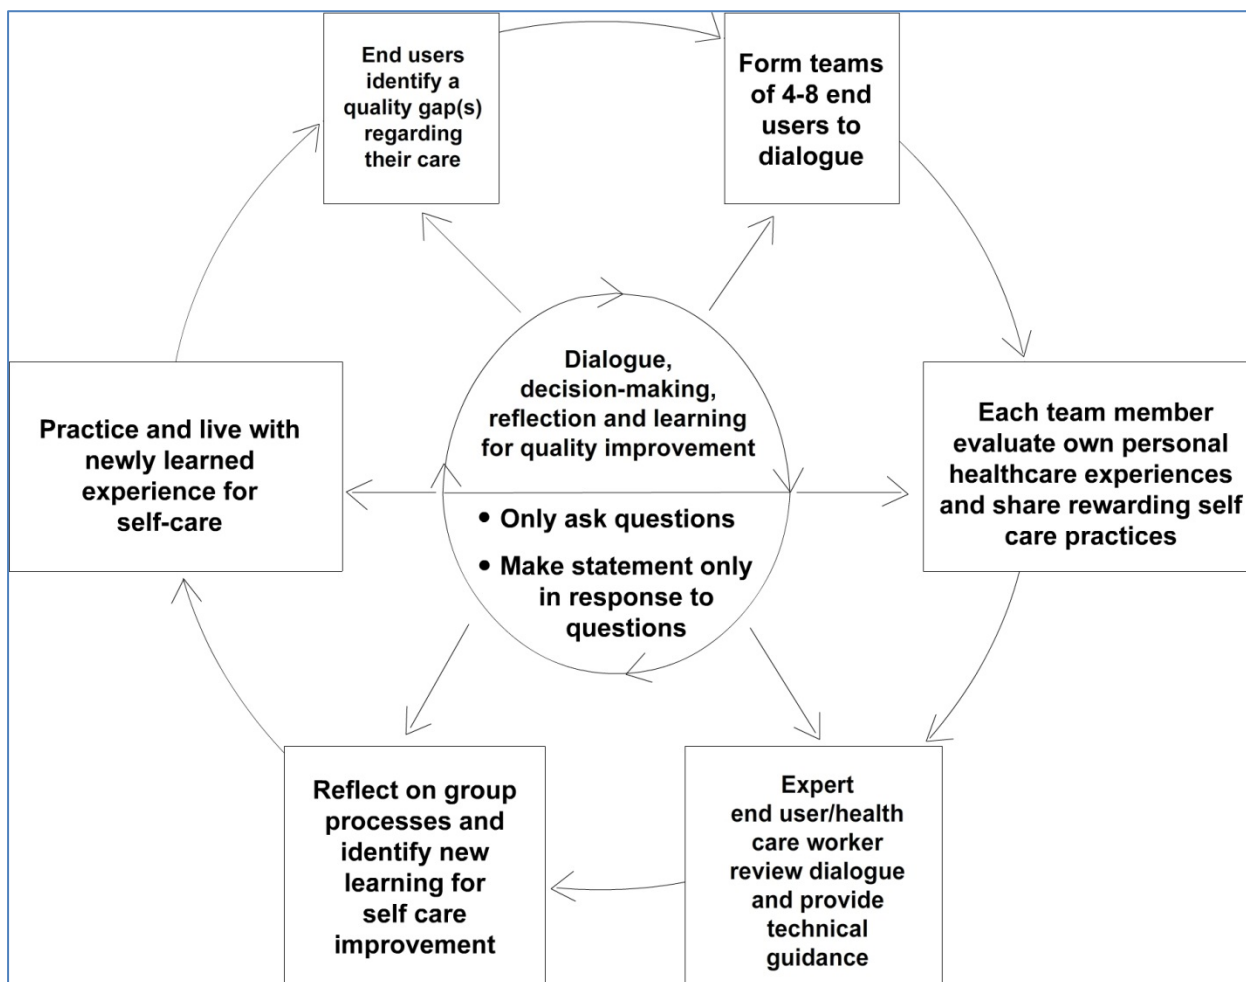 End users
identify a
quality gap(s)
regarding
their care
Form teams
of 4-8 end
users to
dialogue
Each team member
evaluate own personal
healthcare experiences
and share rewarding self
care practices
Expert
end user/health
care worker
review dialogue
and provide
technical
guidance
Reflect on group
processes and
identify new
learning for
self care
improvement
Practice and live with
newly learned
experience for
self-care
Dialogue,
decision-making,
reflection and learning
for quality improvement
• Only ask questions
• Make statement only
in response to
questions